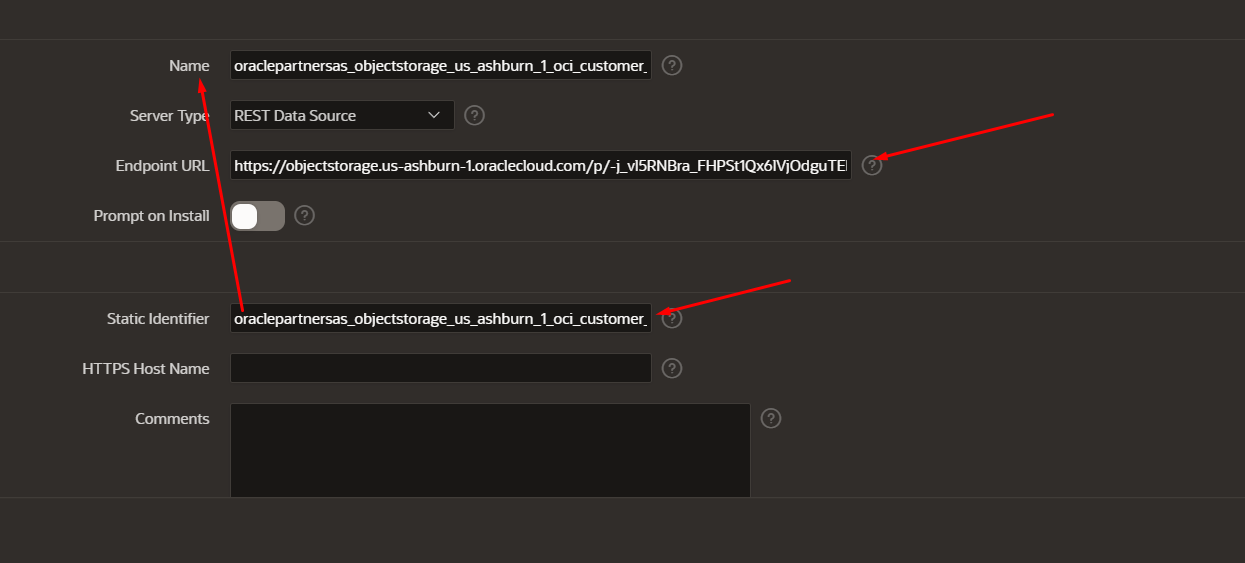 Name oraclepartnersas_objectstorage_us_ashburn_1_oci_customer_ ?
Server Type REST Data Source ?
Endpoint URL https://objectstorage.us-ashburn-1.oraclecloud.com/p/-j_vl5RNBra_FHPSt1Qx6IVjOdguTE ?
Prompt on Install ?
Static Identifier oraclepartnersas_objectstorage_us_ashburn_1_oci_customer_ ?
HTTPS Host Name ?
Comments ?